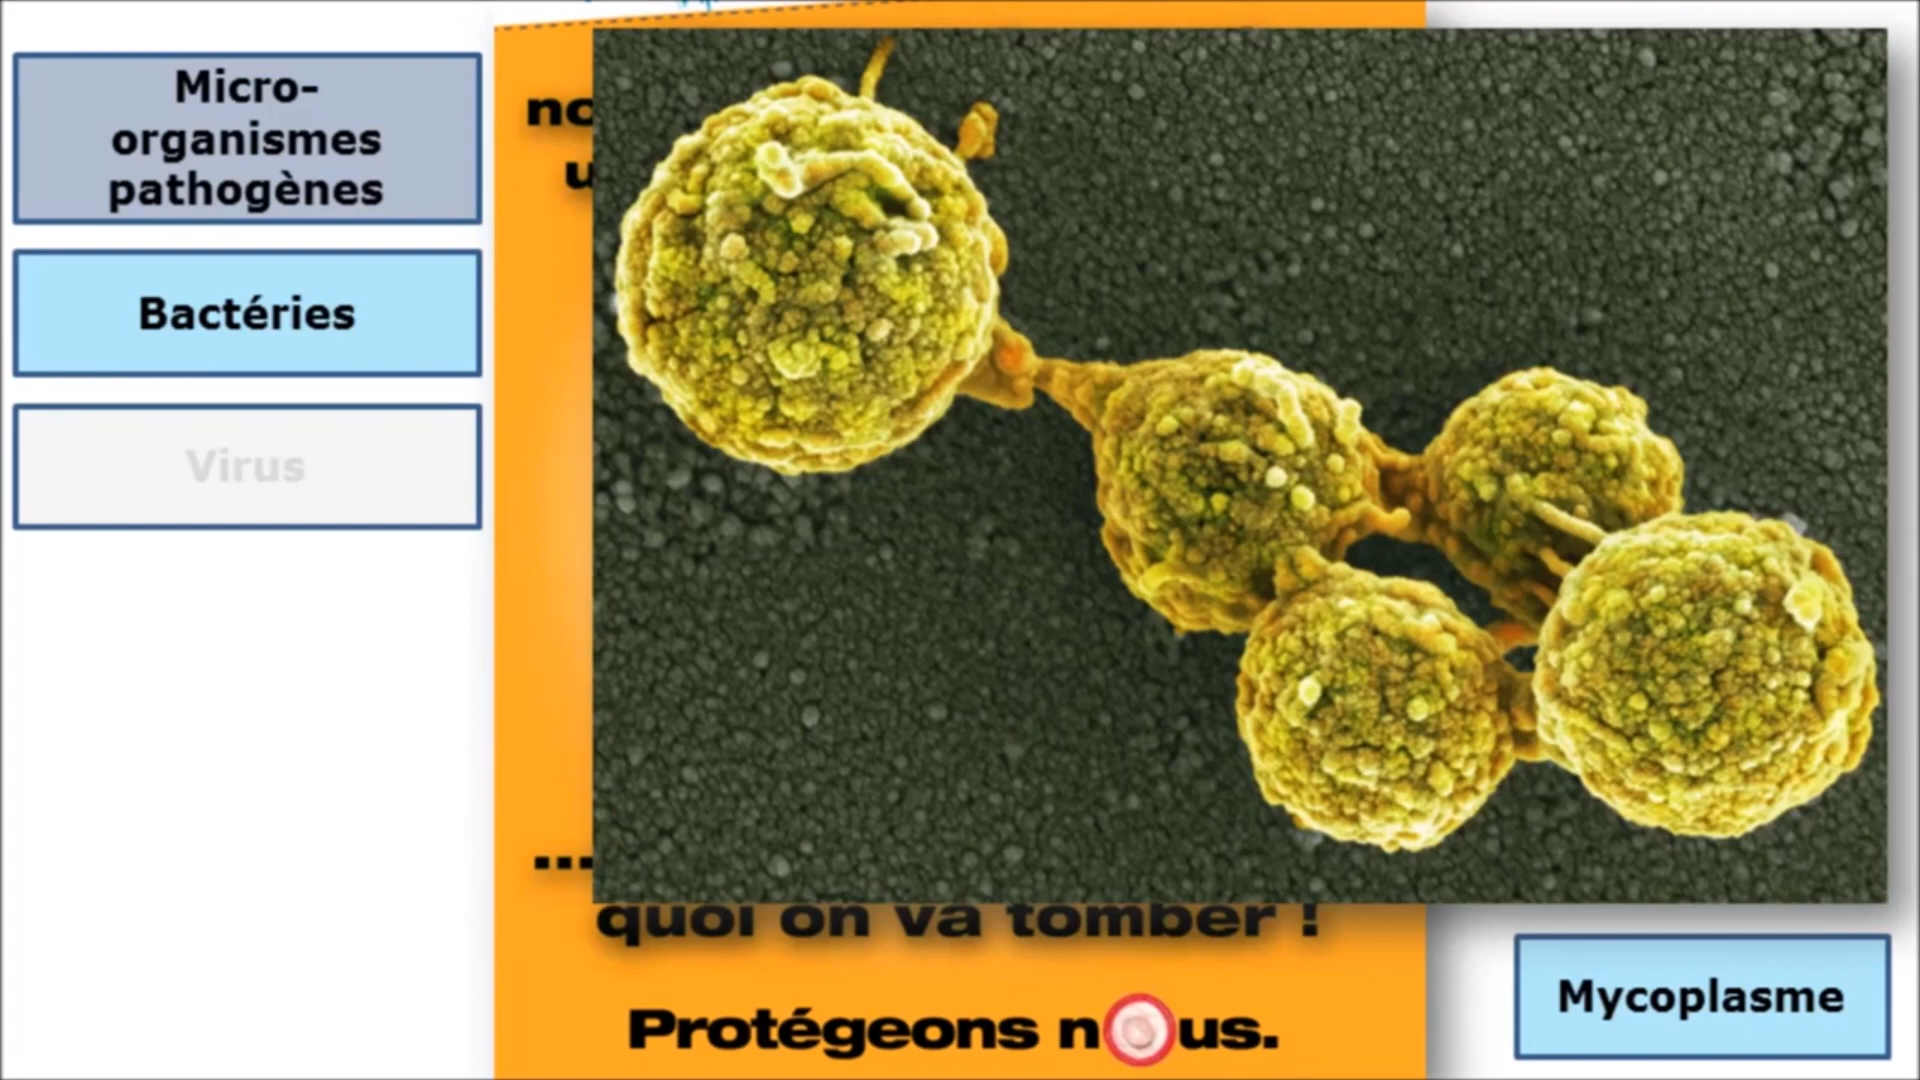 Micro-
organismes
pathogènes
Bactéries
Virus
...
quoi on va tomber !
Protégeons nous.
Mycoplasme